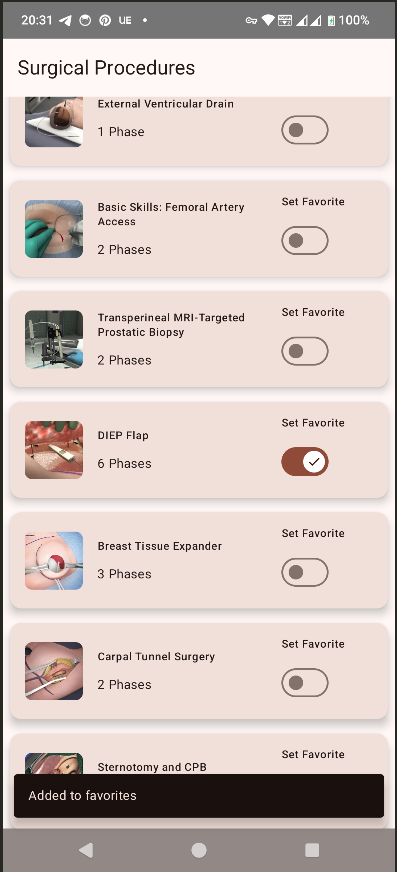 20:31 UE 100%
Surgical Procedures
External Ventricular Drain
1 Phase
Basic Skills: Femoral Artery
Access
2 Phases
Set Favorite
Transperineal MRI-Targeted
Prostatic Biopsy
2 Phases
Set Favorite
DIEP Flap
6 Phases
Set Favorite
Breast Tissue Expander
3 Phases
Set Favorite
Carpal Tunnel Surgery
2 Phases
Set Favorite
Sternotomy and CPB
Set Favorite
Added to favorites